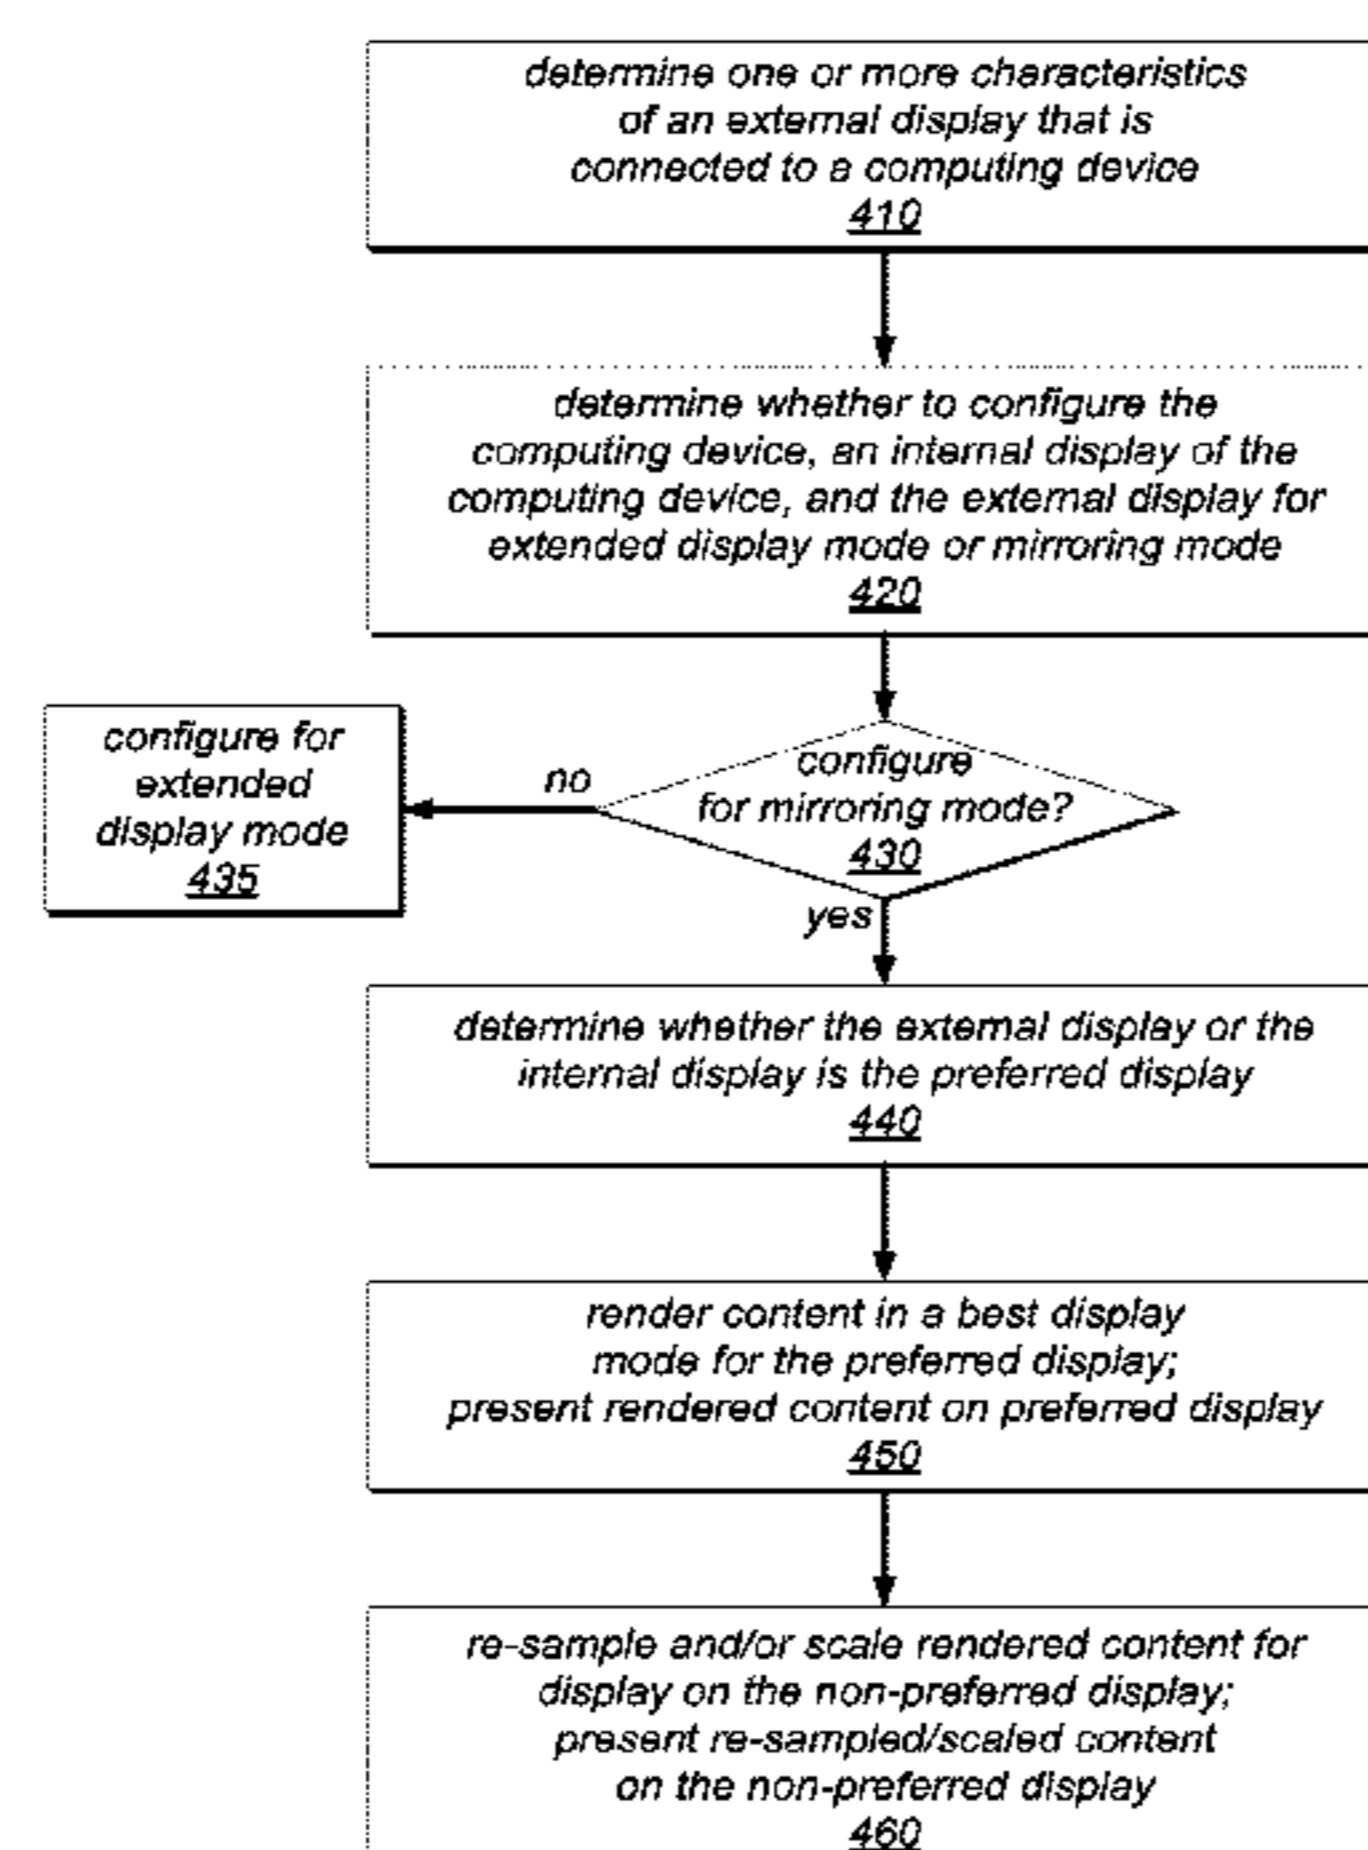 determine one or more characteristics
of an external display that is
connected to a computing device
410
determine whether to configure the
computing device, an internal display of the
computing device, and the external display for
extended display mode or mirroring mode
420
configure for
extended
display mode
435
no
configure
for mirroring mode?
430
yes
determine whether the external display or the
internal display is the preferred display
440
render content in a best display
mode for the preferred display;
present rendered content on preferred display
450
re-sample and/or scale rendered content for
display on the non-preferred display;
present re-sampled/scaled content
on the non-preferred display
460